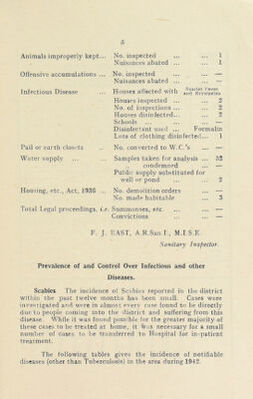 5
Animals improperly kept... No. inspected ... ... 1
Nuisances abated ... ... 1
Offensive accumulations ... No. inspected ... ... —
Nuisances abated ... ... —
Infectious Disease ... Houses affected with Scarlet Fever and Erysipelas
Houses inspected ... ... 2
No. of inspections ... ... 2
Houses disinfected... ... 2
Schools ... ... ... —
Disinfectant used ... Formalin
Lots of clothing disinfected... 1
Pail or earth closets .. No. converted to W.C.'s ... —
Water supply ... ... Samples taken for analysis ... 32
condemned ... —
Public supply substituted for
well or pond ... ... 2
Housing, etc., Act, 1936 ... No. demolition orders ... —
No. made habitable ... 3
Total Legal proceedings, i.e. Summonses, etc. ... ... —
Convictions ... ... —
F. J. EAST, A.R.San.I., M.I.S.E.
Sanitary Inspector.
Prevalence of and Control Over Infectious and other
Diseases.
Scabies The incidence of Scabies reported in the district
within the past twelve months has been small. Cases were
investigated and were in almost every case found to be directly
due to people coming into the district and suffering from this
disease. While it was found possible for the greater majority of
these cases to be treated at home, it was necessary for a small
number of cases to be transferred to Hospital for in-patient
treatment.
The following tables gives the incidence of notifiable
diseases (other than Tuberculosis) in the area during 1942.